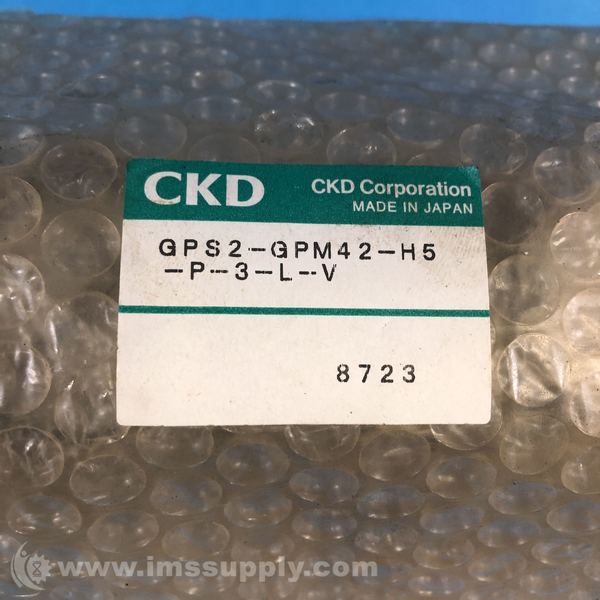 CKD
CKD Corporation
MADE IN JAPAN
GPS2-GPM42-H5
-P-3-L-V
8723
www.imssupply.com